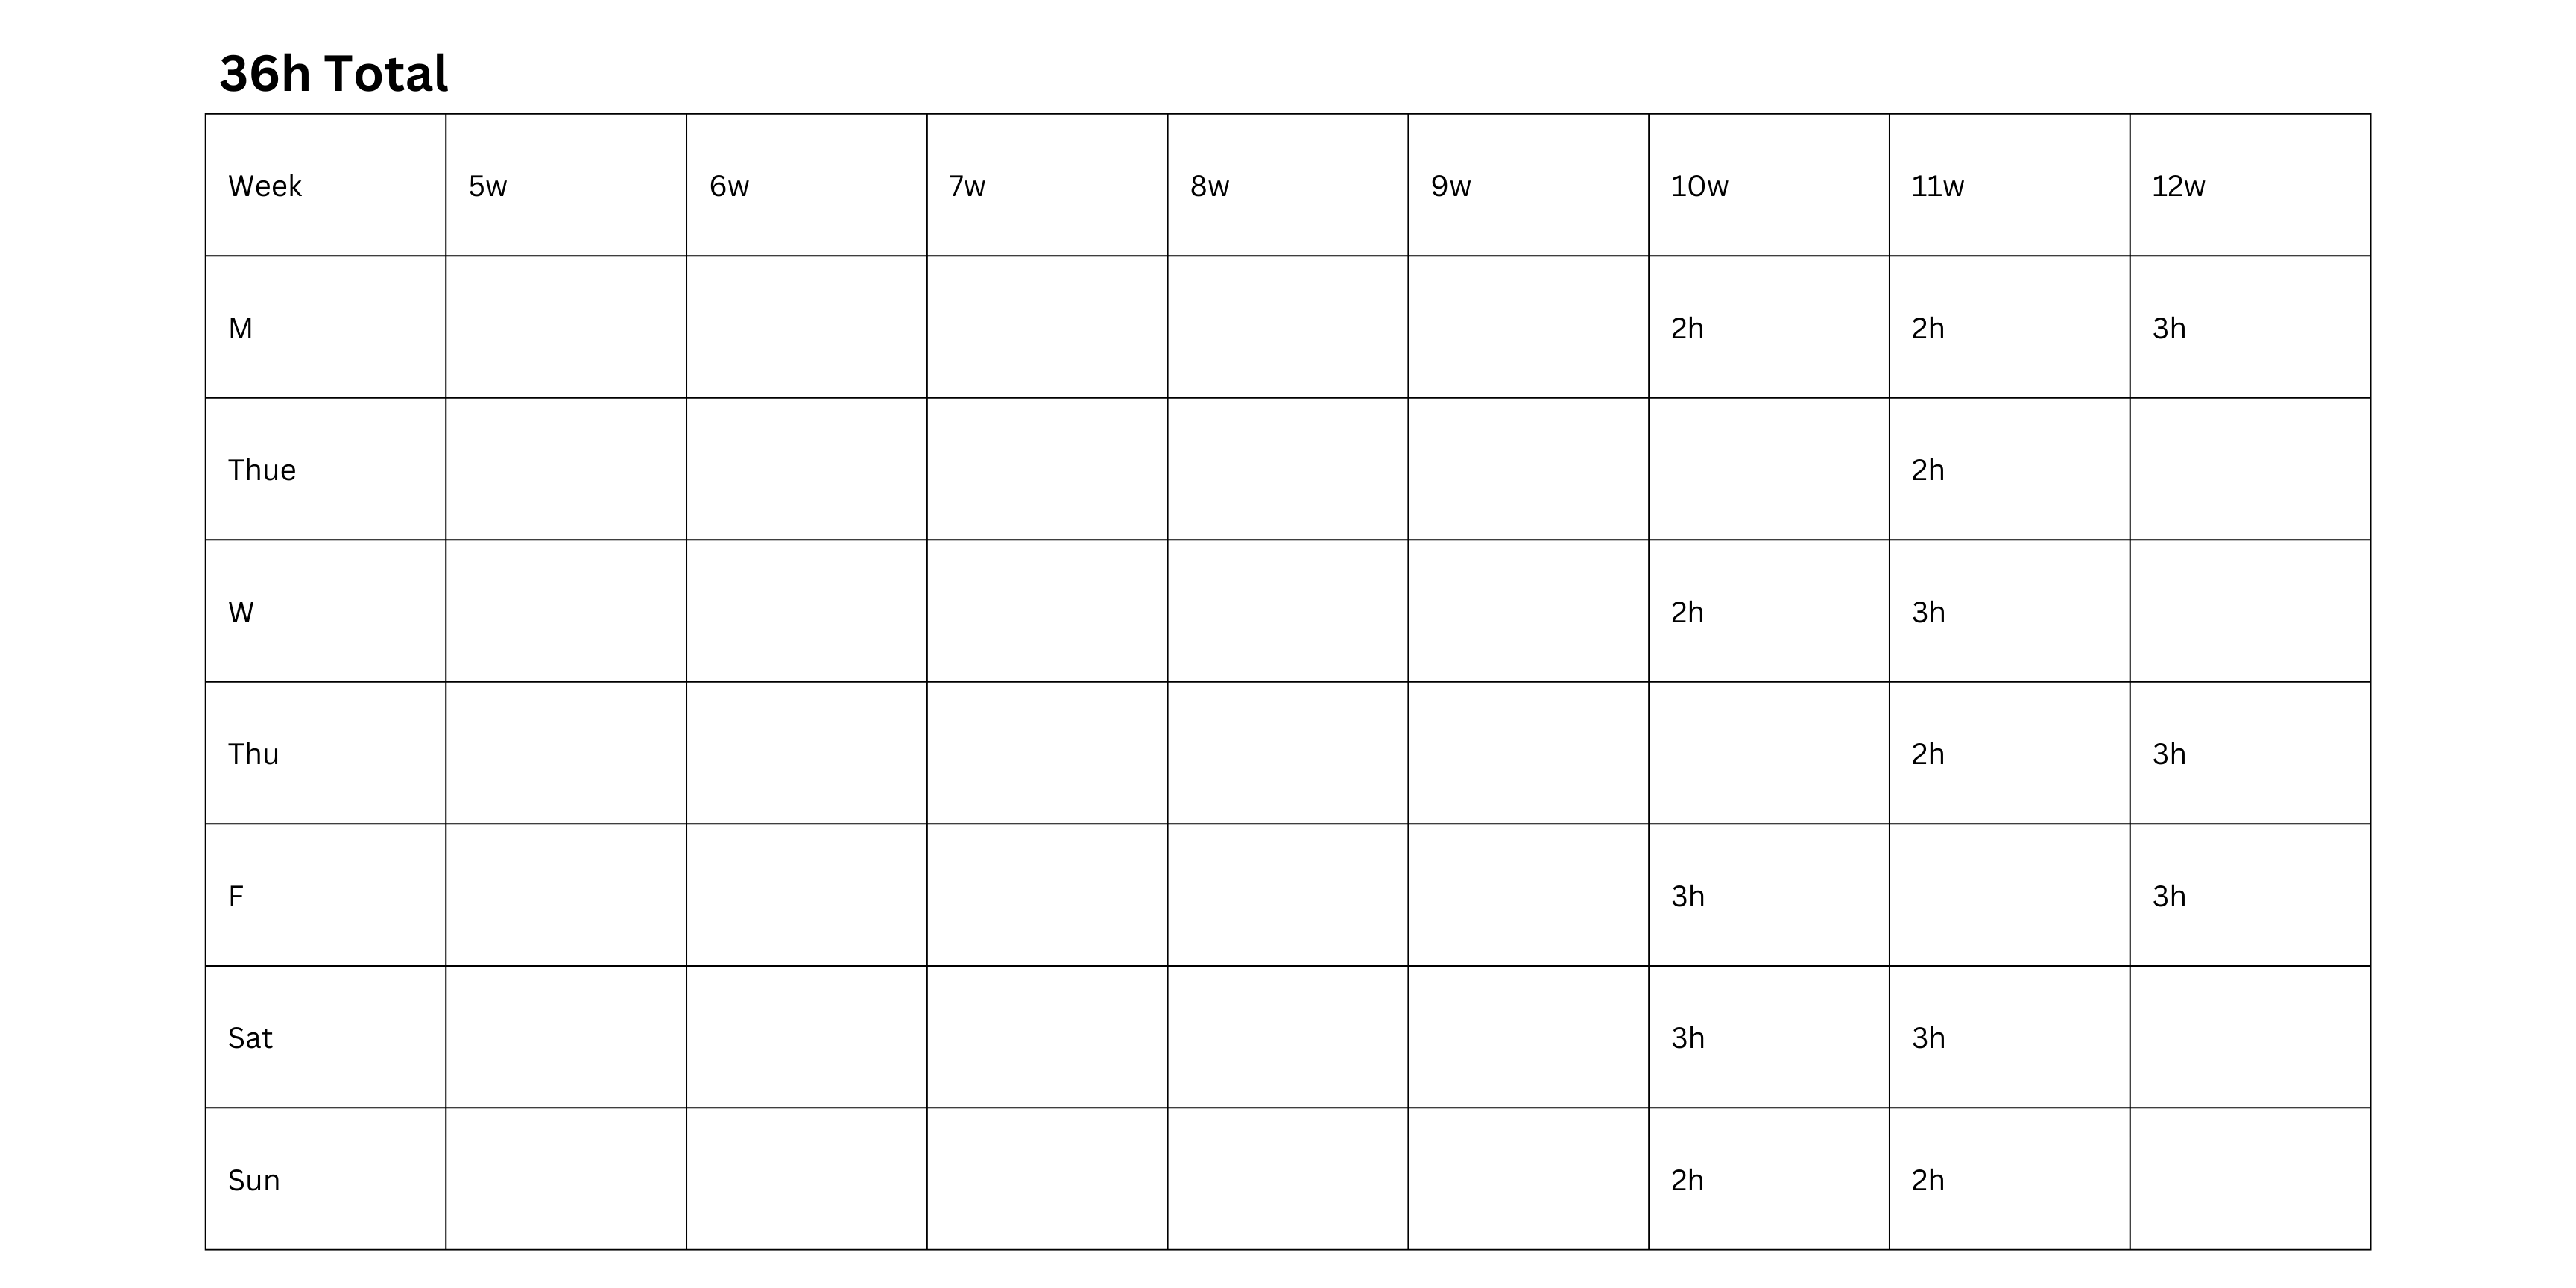 36h Total
Week 5w 6w 7w 8w 9w 10w 11w 12w
M 2h 2h 3h
Thue 2h
W 2h 3h
Thu 2h 3h
F 3h 3h
Sat 3h 3h
Sun 2h 2h